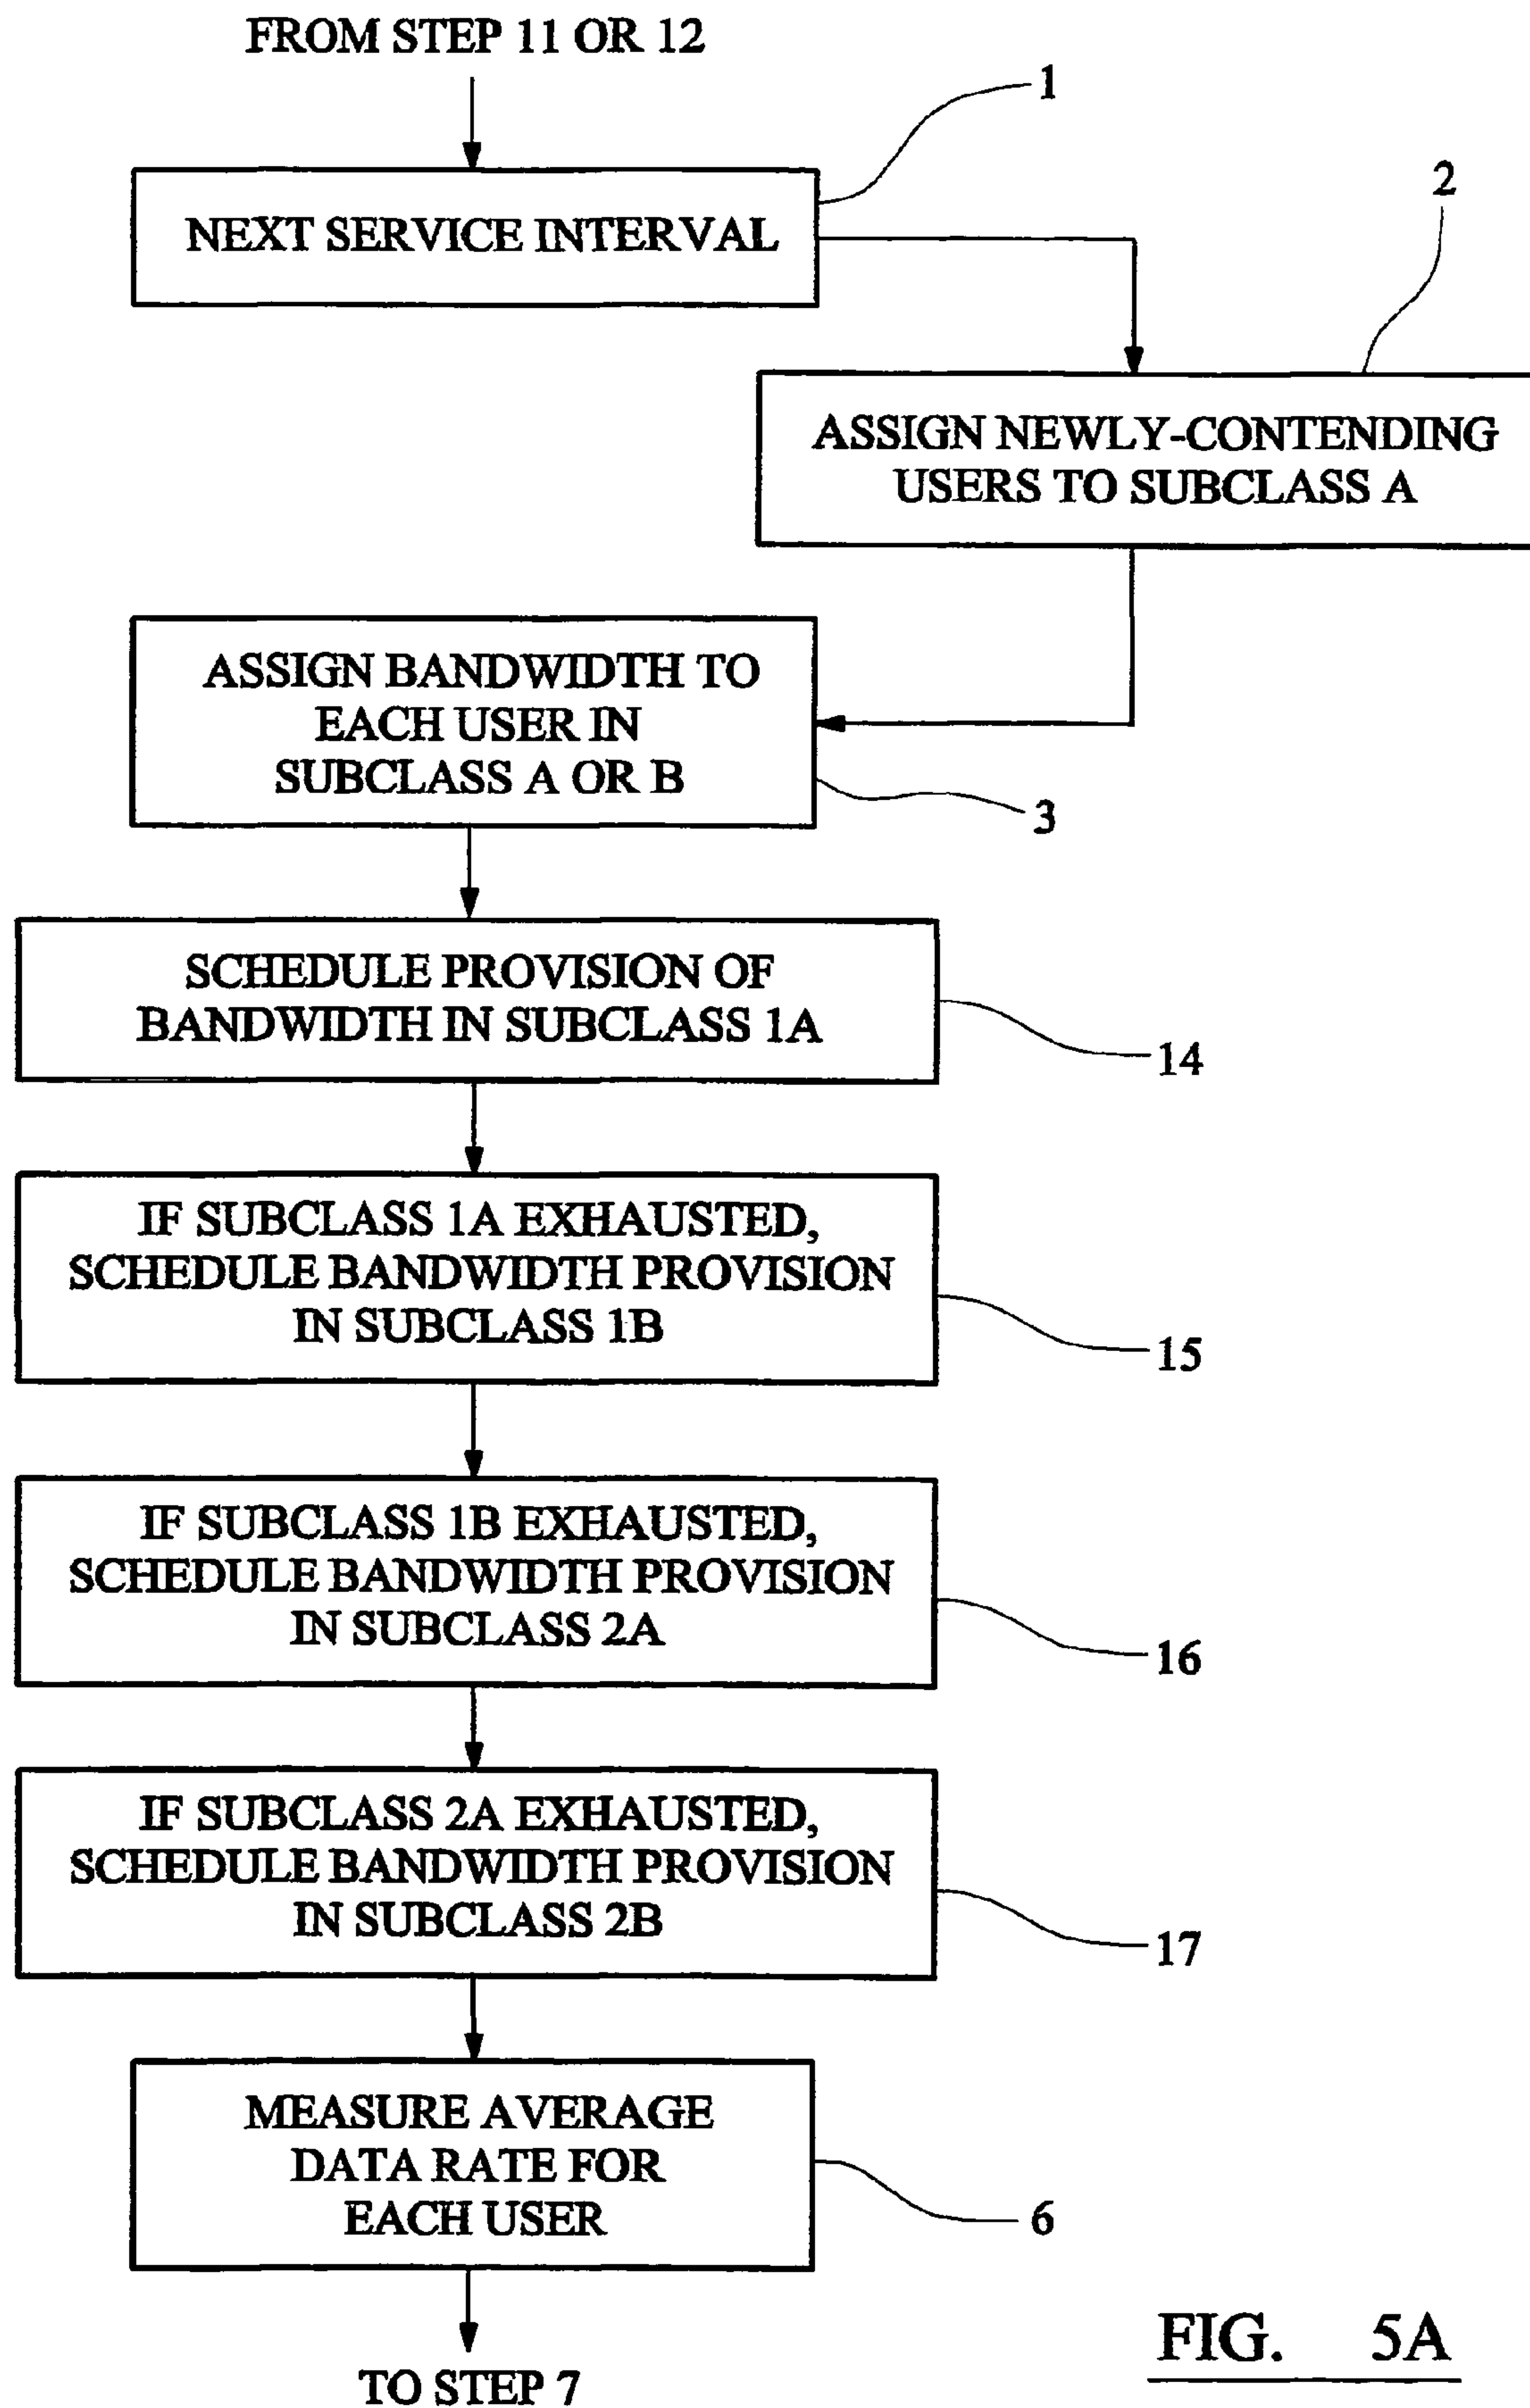 FROM STEP 11 OR 12
1
NEXT SERVICE INTERVAL
2
ASSIGN NEWLY-CONTENDING
USERS TO SUBCLASS A
ASSIGN BANDWIDTH TO
EACH USER IN
SUBCLASS A OR B
3
SCHEDULE PROVISION OF
BANDWIDTH IN SUBCLASS 1A
14
IF SUBCLASS 1A EXHAUSTED,
SCHEDULE BANDWIDTH PROVISION
IN SUBCLASS 1B
15
IF SUBCLASS 1B EXHAUSTED,
SCHEDULE BANDWIDTH PROVISION
IN SUBCLASS 2A
16
IF SUBCLASS 2A EXHAUSTED,
SCHEDULE BANDWIDTH PROVISION
IN SUBCLASS 2B
17
MEASURE AVERAGE
DATA RATE FOR
EACH USER
6
TO STEP 7
FIG. 5A